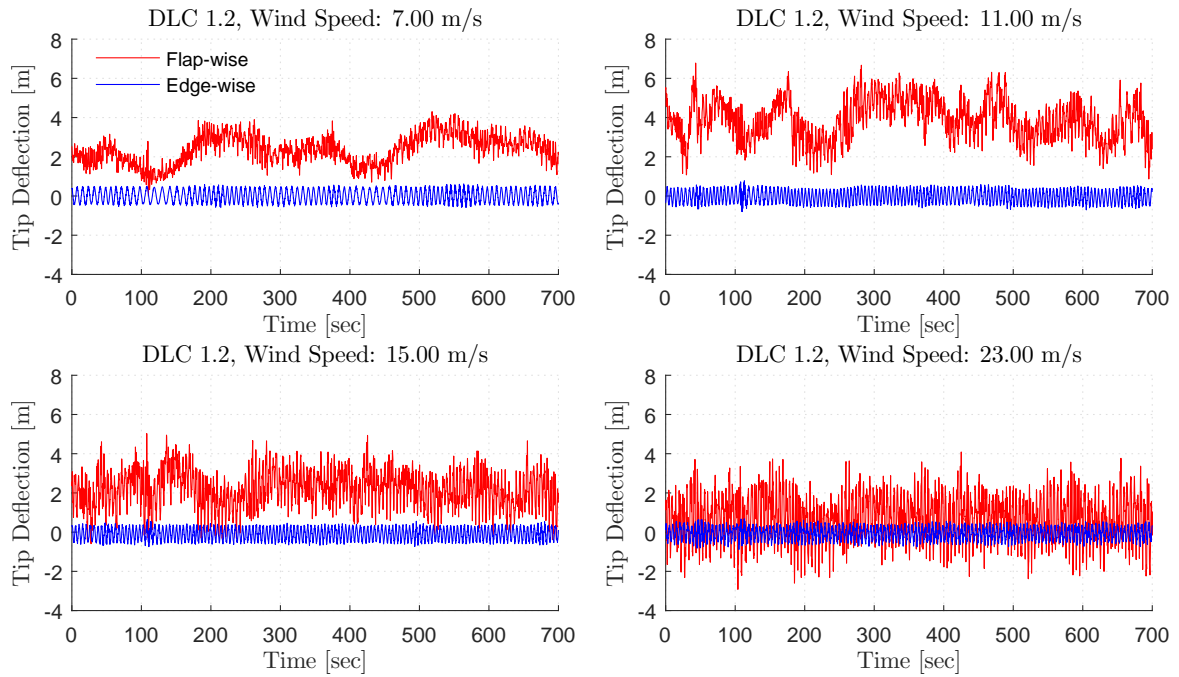 DLC 1.2, Wind Speed: 7.00 m/s
8
6
4
2
0
-2
-4
Tip Deflection [m]
Flap-wise
Edge-wise
0 100 200 300 400 500 600 700
Time [sec]
DLC 1.2, Wind Speed: 11.00 m/s
8
6
4
2
0
-2
-4
Tip Deflection [m]
0 100 200 300 400 500 600 700
Time [sec]
DLC 1.2, Wind Speed: 15.00 m/s
8
6
4
2
0
-2
-4
Tip Deflection [m]
0 100 200 300 400 500 600 700
Time [sec]
DLC 1.2, Wind Speed: 23.00 m/s
8
6
4
2
0
-2
-4
Tip Deflection [m]
0 100 200 300 400 500 600 700
Time [sec]